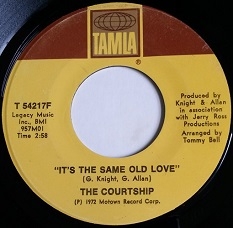 TAMLA
T 54217F
Legacy Music
Inc., BMI
957M01
Time 2:58
Produced by
Knight & Allan
in association
with Jerry Ross
Productions
Arranged by
Tommy Bell
"IT'S THE SAME OLD LOVE"
(G. Knight, G. Allan)
THE COURTSHIP
(P) 1972 Motown Record Corp.